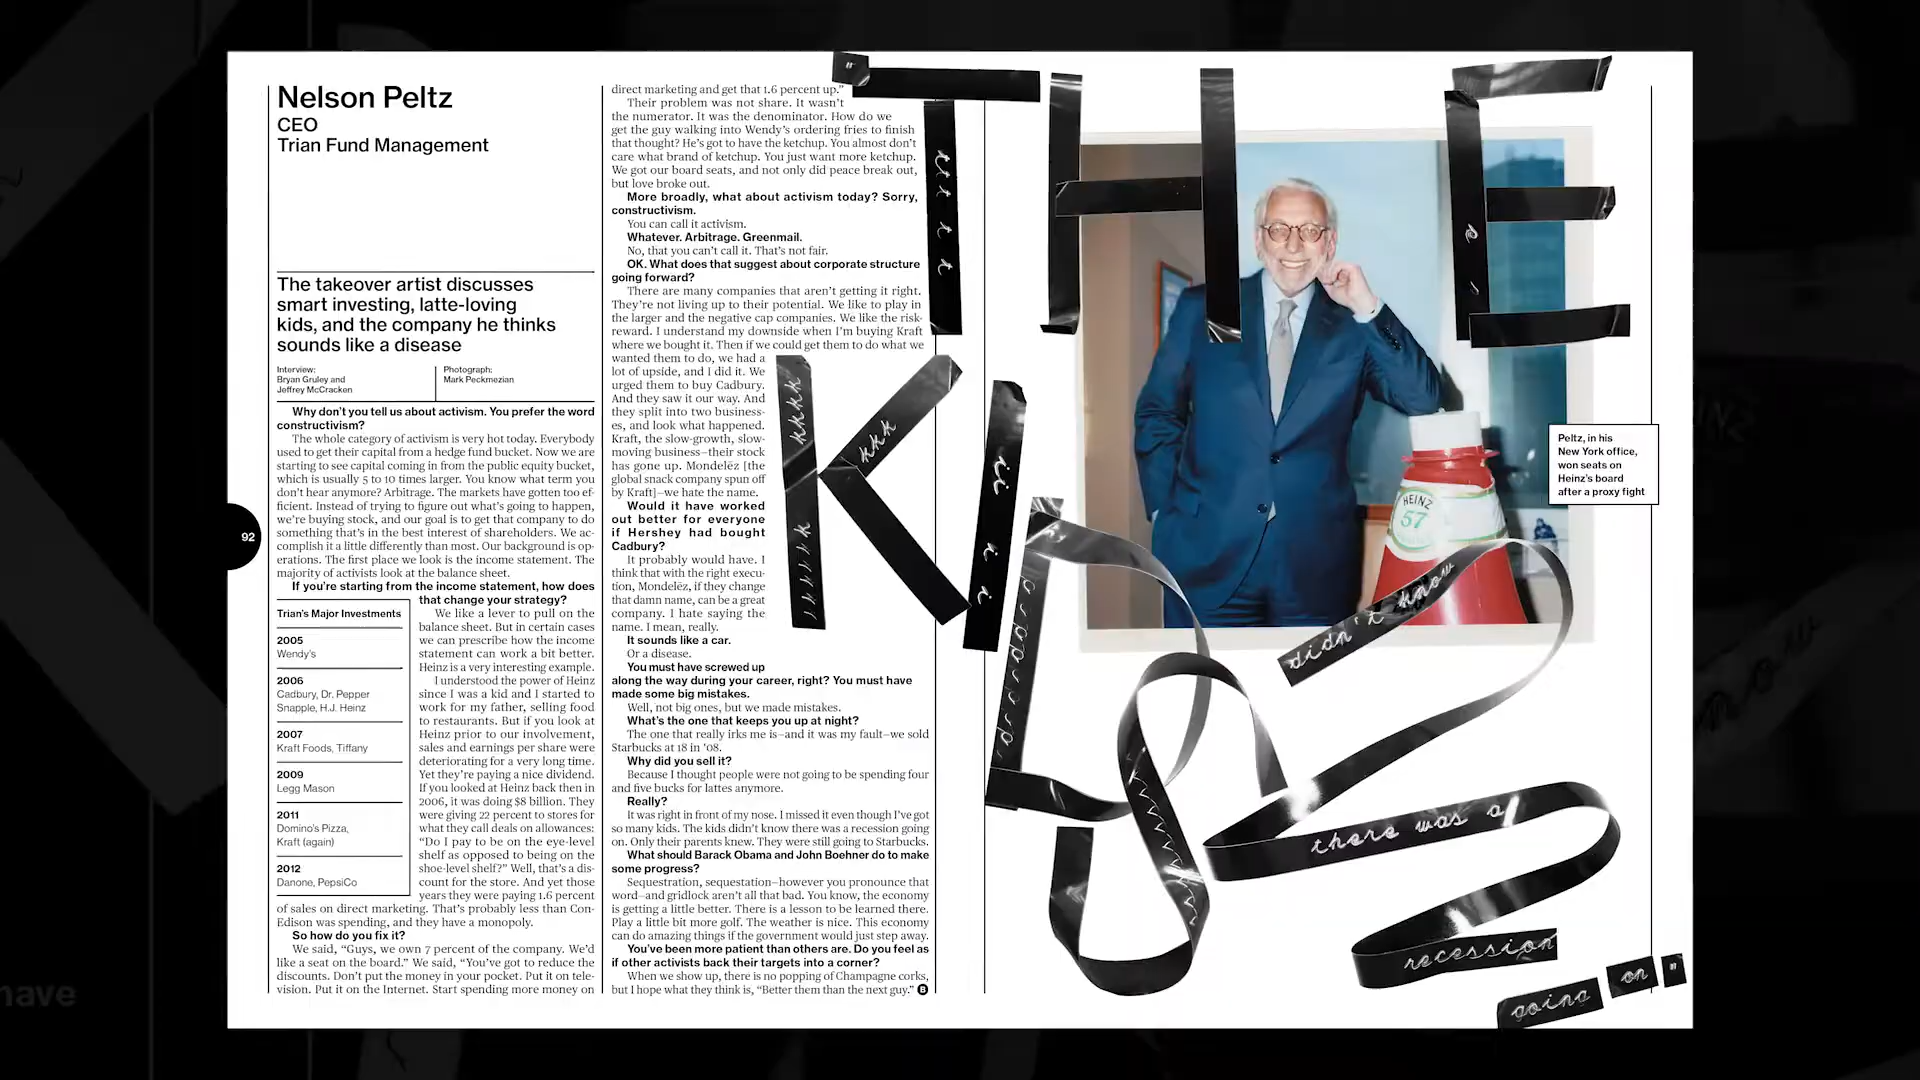 Nelson Peltz
CEO
Trian Fund Management
The takeover artist discusses
smart investing, latte-loving
kids, and the company he thinks
sounds like a disease
Interview:
Bryan Gruley and
Jeffrey McCracken
Photograph:
Mark Peckmezian
Why don't you tell us about activism. You prefer the word
constructivism?
The whole category of activism is very hot today. Everybody
used to get their capital from a hedge fund bucket. Now we are
starting to see capital coming in from the public equity bucket,
which is usually 5 to 10 times larger. You know what term you
don't hear anymore? Arbitrage. The markets have gotten too ef-
ficient. Instead of trying to figure out what's going to happen,
we're buying stock, and our goal is to get that company to do
something that's in the best interest of shareholders. We ac-
complish it a little differently than most. Our background is op-
erations. The first place we look is the income statement. The
majority of activists look at the balance sheet.
If you're starting from the income statement, how does
that change your strategy?
We like a lever to pull on the
balance sheet. But in certain cases
we can prescribe how the income
statement can work a bit better.
Heinz is a very interesting example.
I understood the power of Heinz
since I was a kid and I started to
work for my father, selling food
to restaurants. But if you look at
Heinz prior to our involvement,
sales and earnings per share were
deteriorating for a very long time.
Yet they're paying a nice dividend.
If you looked at Heinz back then in
2006, it was doing $8 billion. They
were giving 22 percent to stores for
what they call deals on allowances:
"Do I pay to be on the eye-level
shelf as opposed to being on the
shoe-level shelf?" Well, that's a dis-
count for the store. And yet those
years they were paying 1.6 percent
of sales on direct marketing. That's probably less than Con-
Edison was spending, and they have a monopoly.
So how do you fix it?
We said, "Guys, we own 7 percent of the company. We'd
like a seat on the board." We said, "You've got to reduce the
discounts. Don't put the money in your pocket. Put it on tele-
vision. Put it on the Internet. Start spending more money on
Trian's Major Investments
2005
Wendy's
2006
Cadbury, Dr. Pepper
Snapple, H.J. Heinz
2007
Kraft Foods, Tiffany
2009
Legg Mason
2011
Domino's Pizza,
Kraft (again)
2012
Danone, PepsiCo
92
direct marketing and get that 1.6 percent up."
Their problem was not share. It wasn't
the numerator. It was the denominator. How do we
get the guy walking into Wendy's ordering fries to finish
that thought? He's got to have the ketchup. You almost don't
care what brand of ketchup. You just want more ketchup.
We got our board seats, and not only did peace break out,
but love broke out.
More broadly, what about activism today? Sorry,
constructivism.
You can call it activism.
Whatever. Arbitrage. Greenmail.
No, that you can't call it. That's not fair.
OK. What does that suggest about corporate structure
going forward?
There are many companies that aren't getting it right.
They're not living up to their potential. We like to play in
the larger and the negative cap companies. We like the risk-
reward. I understand my downside when I'm buying Kraft
where we bought it. Then if we could get them to do what we
wanted them to do, we had a
lot of upside, and I did it. We
urged them to buy Cadbury.
And they saw it our way. And
they split into two business-
es, and look what happened.
Kraft, the slow-growth, slow-
moving business–their stock
has gone up. Mondelēz [the
global snack company spun off
by Kraft]–we hate the name.
Would it have worked
out better for everyone
if Hershey had bought
Cadbury?
It probably would have. I
think that with the right execu-
tion, Mondelēz, if they change
that damn name, can be a great
company. I hate saying the
name. I mean, really.
It sounds like a car.
Or a disease.
You must have screwed up
along the way during your career, right? You must have
made some big mistakes.
Well, not big ones, but we made mistakes.
What's the one that keeps you up at night?
The one that really irks me is–and it was my fault–we sold
Starbucks at 18 in '08.
Why did you sell it?
Because I thought people were not going to be spending four
and five bucks for lattes anymore.
Really?
It was right in front of my nose. I missed it even though I've got
so many kids. The kids didn't know there was a recession going
on. Only their parents knew. They were still going to Starbucks.
What should Barack Obama and John Boehner do to make
some progress?
Sequestration, sequestation–however you pronounce that
word–and gridlock aren't all that bad. You know, the economy
is getting a little better. There is a lesson to be learned there.
Play a little bit more golf. The weather is nice. This economy
can do amazing things if the government would just step away.
You've been more patient than others are. Do you feel as
if other activists back their targets into a corner?
When we show up, there is no popping of Champagne corks,
but I hope what they think is, "Better them than the next guy." B
"THE
KIDS
didn't know
there was a
recession
going on"
HEINZ
57
Peltz, in his
New York office,
won seats on
Heinz's board
after a proxy fight